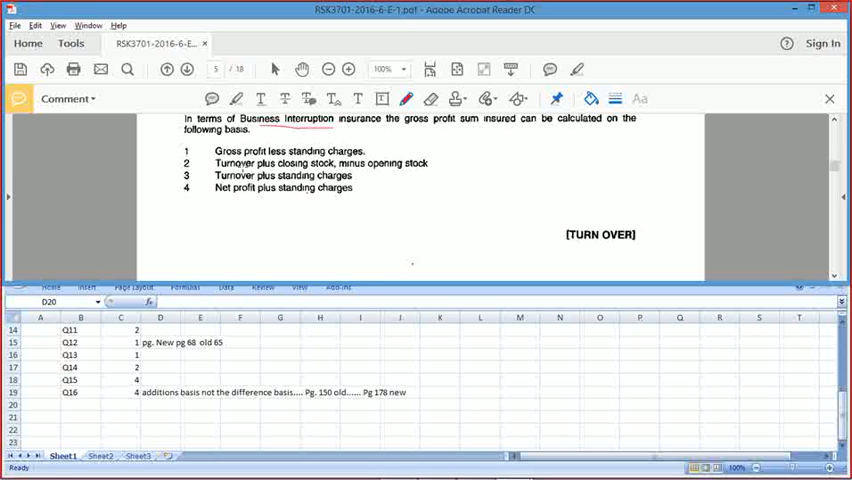 RSK3701-2016-6-E-1.pdf - Adobe Acrobat Reader DC
File Edit View Window Help
Home Tools RSK3701-2016-6-E... × Sign In
5 / 18 100%
Comment
In terms of Business Interruption insurance the gross profit sum insured can be calculated on the
following basis.
1 Gross profit less standing charges.
2 Turnover plus closing stock, minus opening stock
3 Turnover plus standing charges
4 Net profit plus standing charges
[TURN OVER]
Home Insert Page Layout Formulas Data Review View Add-Ins
D20 fx
A B C D E F G H I J K L M N O P Q R S T
14 Q11 2
15 Q12 1 pg. New pg 68 old 65
16 Q13 1
17 Q14 2
18 Q15 4
19 Q16 4 additions basis not the difference basis.... Pg. 150 old...... Pg 178 new
20
21
22
23
Sheet1 Sheet2 Sheet3
Ready 100%